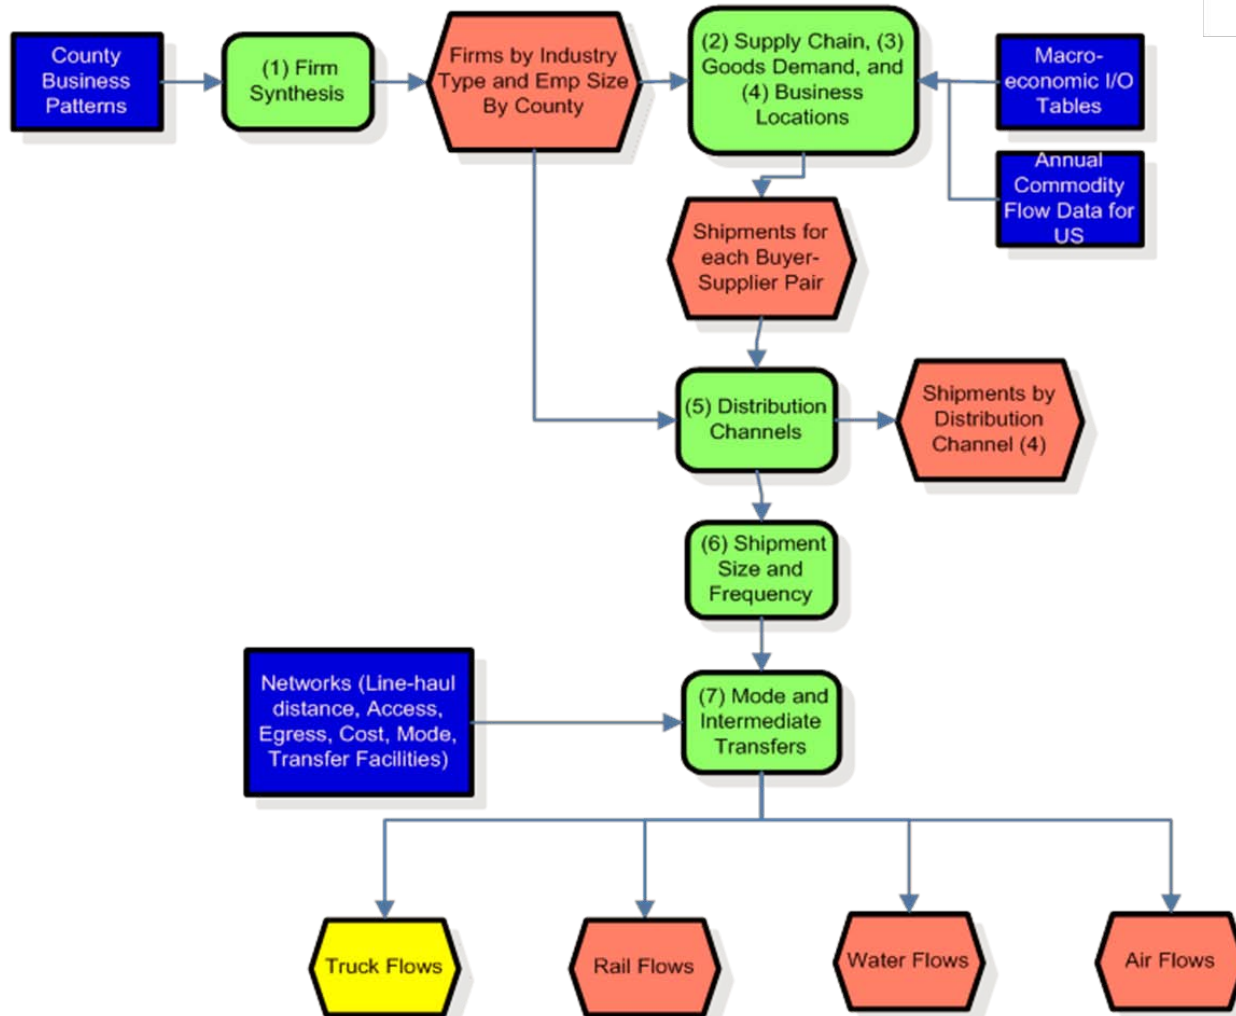 County
Business
Patterns
(1) Firm
Synthesis
Firms by Industry
Type and Emp Size
By County
(2) Supply Chain, (3)
Goods Demand, and
(4) Business
Locations
Macro-
economic I/O
Tables
Annual
Commodity
Flow Data for
US
Shipments for
each Buyer-
Supplier Pair
(5) Distribution
Channels
Shipments by
Distribution
Channel (4)
(6) Shipment
Size and
Frequency
Networks (Line-haul
distance, Access,
Egress, Cost, Mode,
Transfer Facilities)
(7) Mode and
Intermediate
Transfers
Truck Flows
Rail Flows
Water Flows
Air Flows